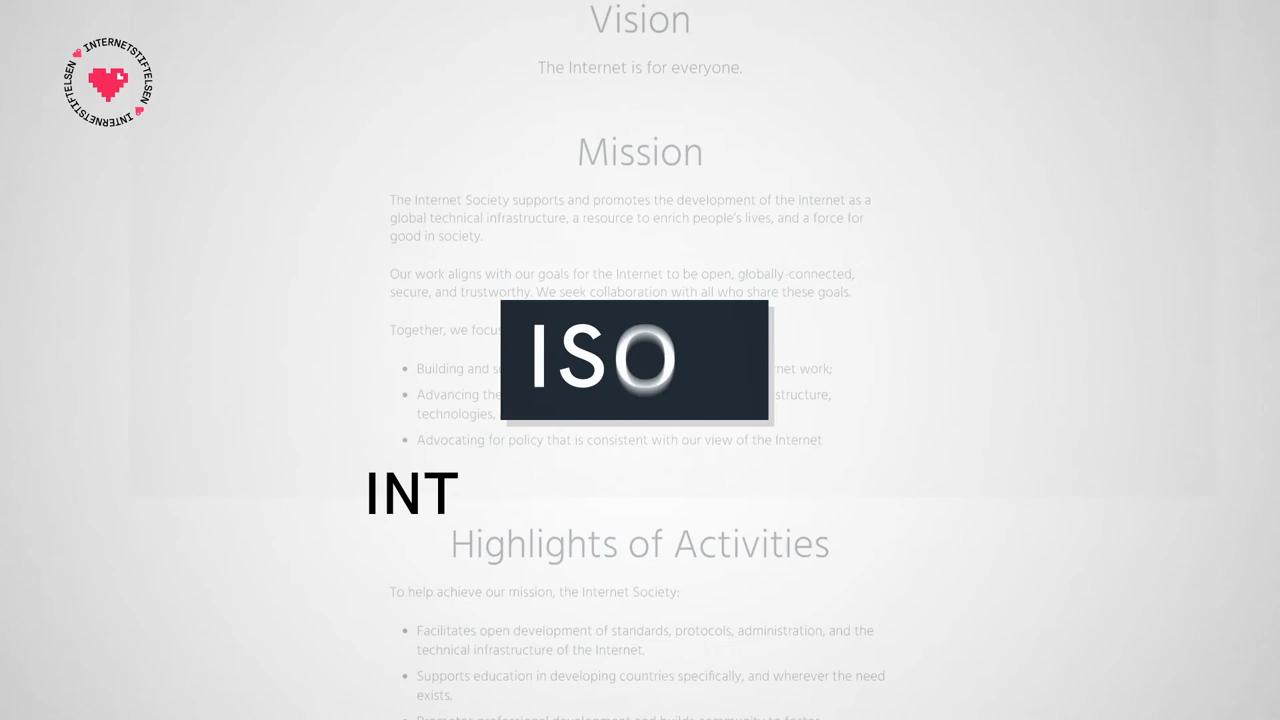 INTERNETSTIFTELSEN
INTERNETSTIFTELSEN
Vision
The Internet is for everyone.
Mission
The Internet Society supports and promotes the development of the Internet as a
global technical infrastructure, a resource to enrich people's lives, and a force for
good in society.
Our work aligns with our goals for the Internet to be open, globally-connected,
secure, and trustworthy. We seek collaboration with all who share these goals.
Together, we focus
ISO
Building and
net work;
Advancing the
structure,
technologies,
Advocating for policy that is consistent with our view of the Internet
INT
Highlights of Activities
To help achieve our mission, the Internet Society:
Facilitates open development of standards, protocols, administration, and the
technical infrastructure of the Internet.
Supports education in developing countries specifically, and wherever the need
exists.